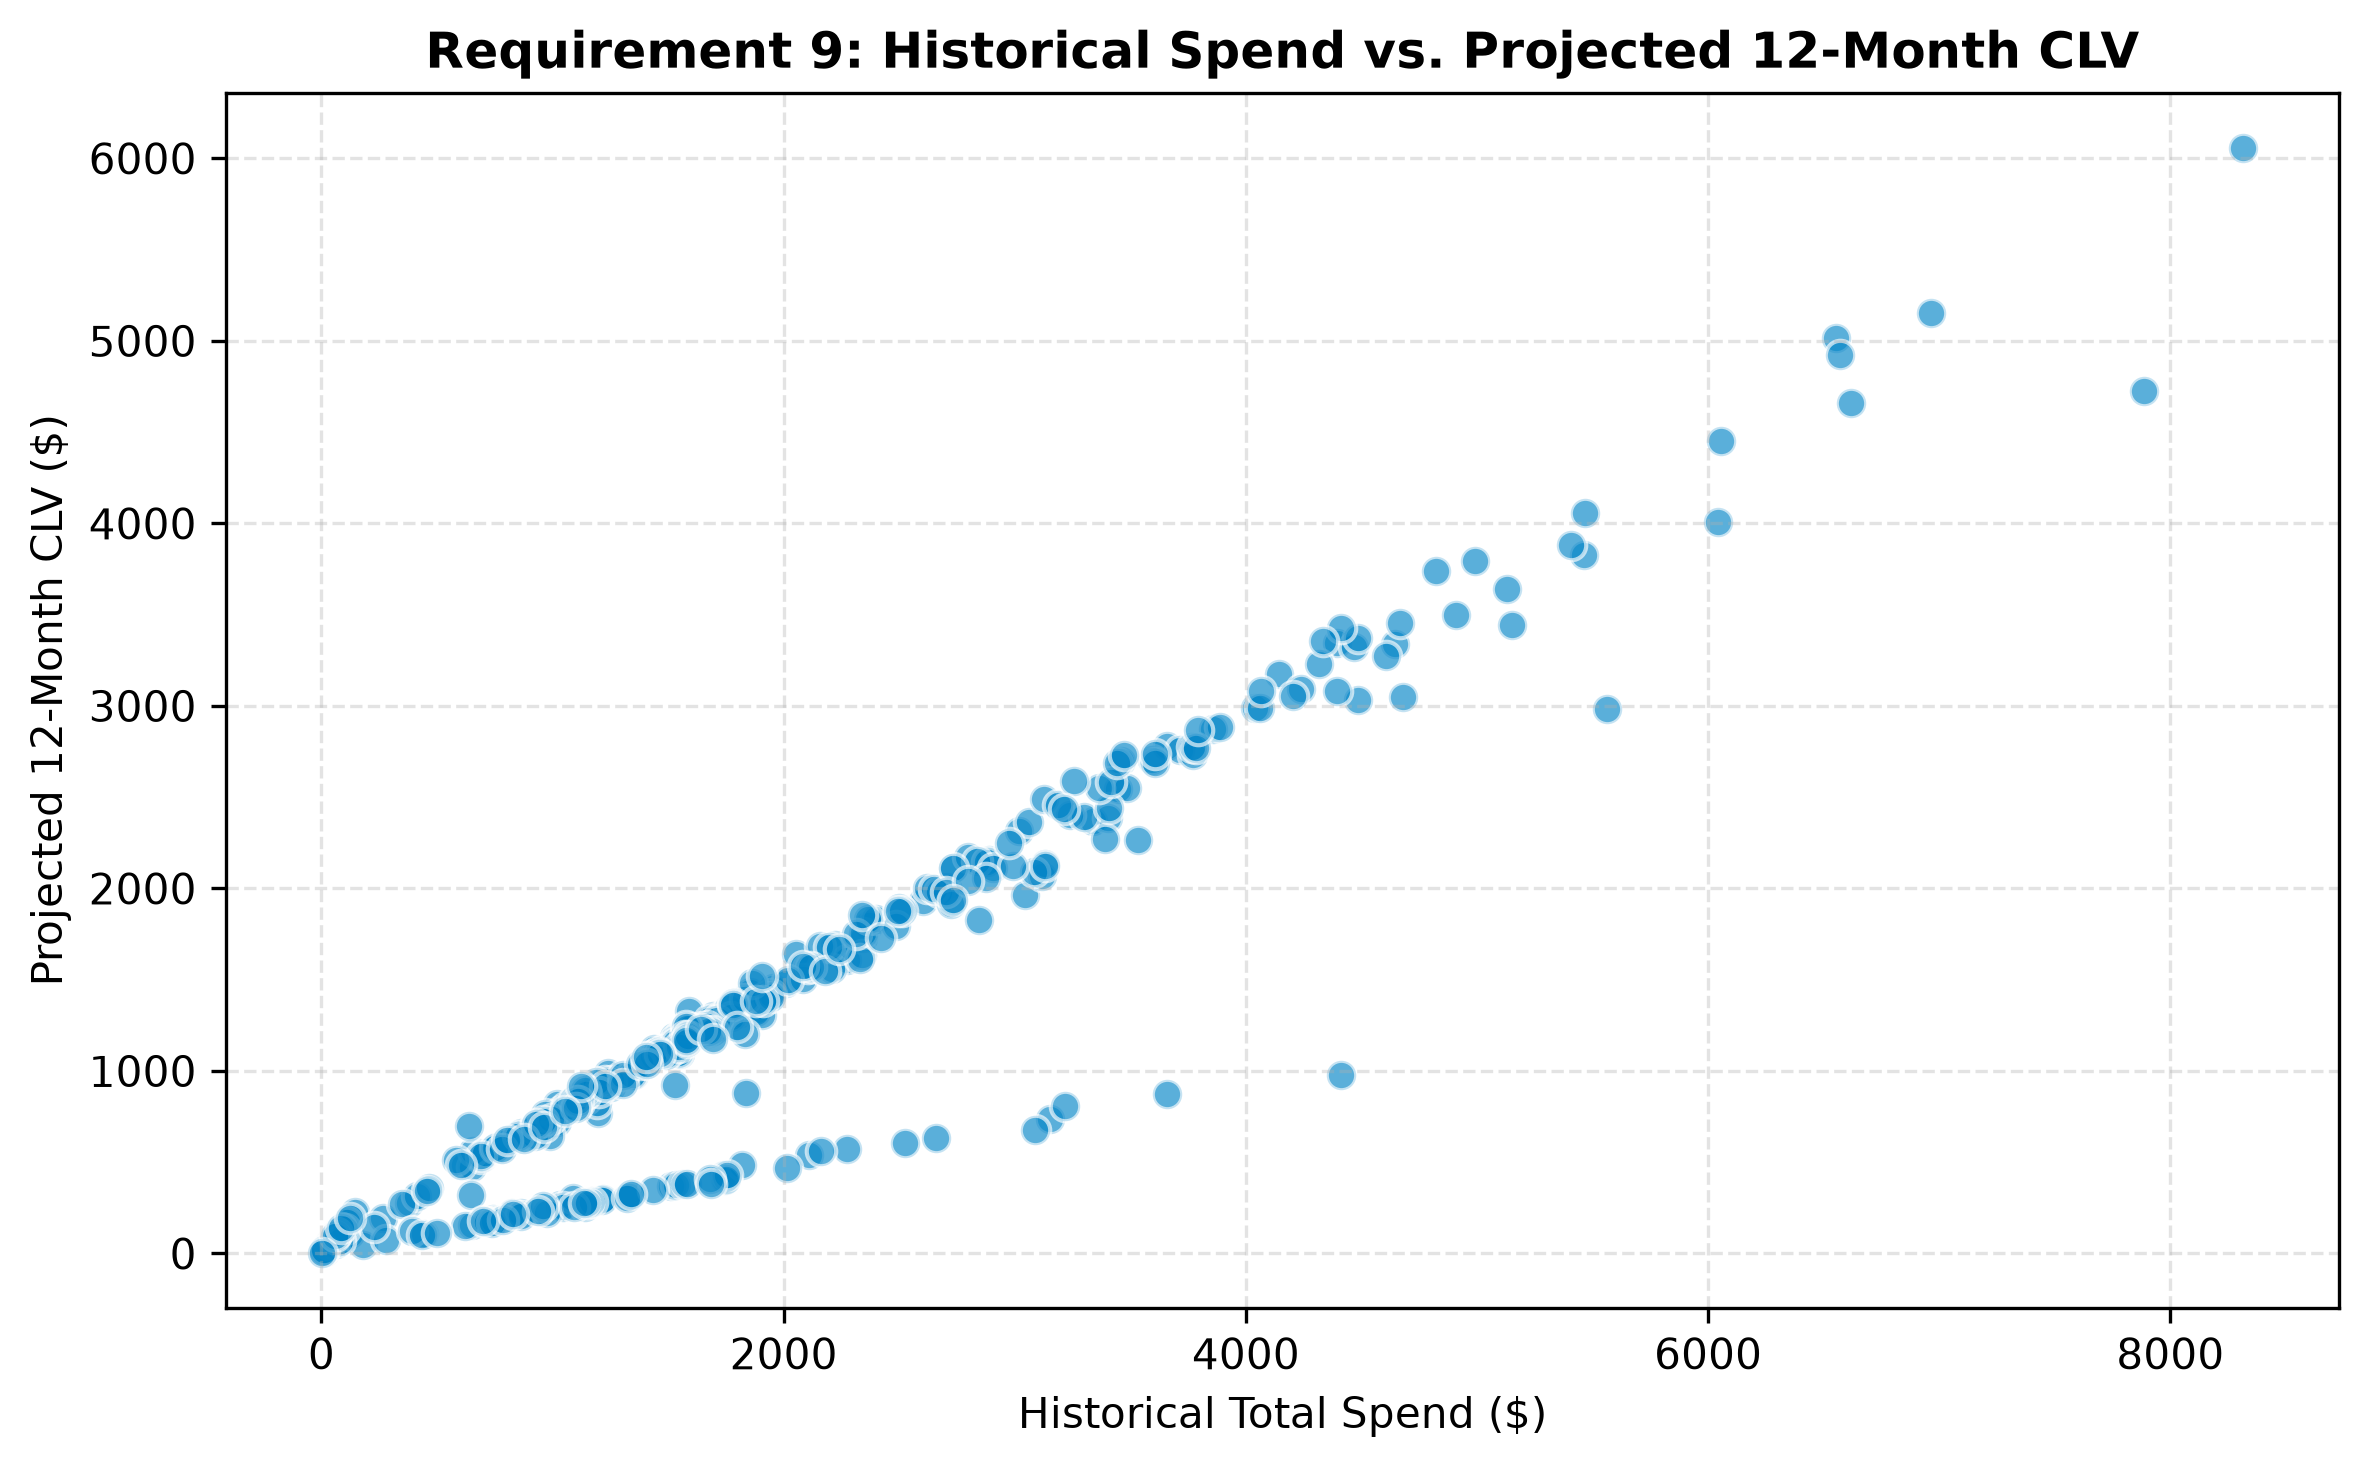 Requirement 9: Historical Spend vs. Projected 12-Month CLV
Projected 12-Month CLV ($)
6000
5000
4000
3000
2000
1000
0
0 2000 4000 6000 8000
Historical Total Spend ($)